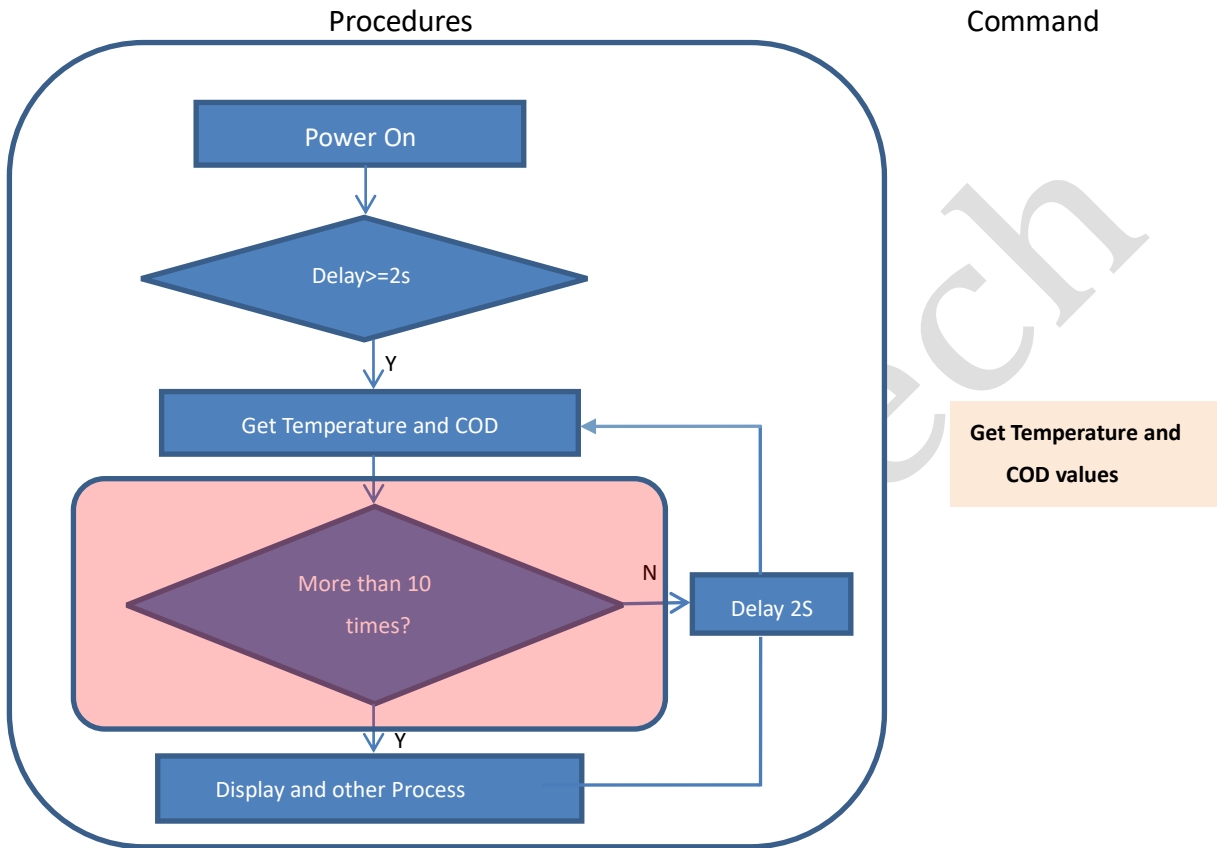 Procedures
Command
Power On
Delay>=2s
Y
Get Temperature and COD
Get Temperature and
COD values
More than 10
times?
N
Delay 2S
Y
Display and other Process
ech